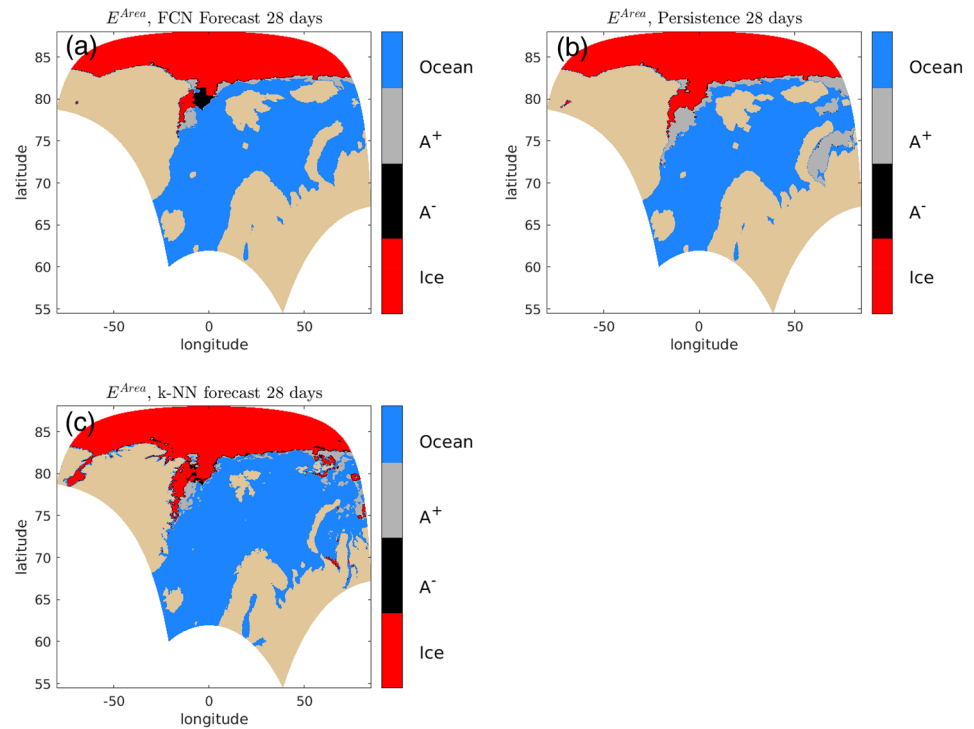 E^Area, FCN Forecast 28 days
(a)
85
80
75
70
65
60
55
latitude
-50 0 50
longitude
Ocean
A+
A-
Ice
E^Area, Persistence 28 days
(b)
85
80
75
70
65
60
55
latitude
-50 0 50
longitude
Ocean
A+
A-
Ice
E^Area, k-NN forecast 28 days
(c)
85
80
75
70
65
60
55
latitude
-50 0 50
longitude
Ocean
A+
A-
Ice